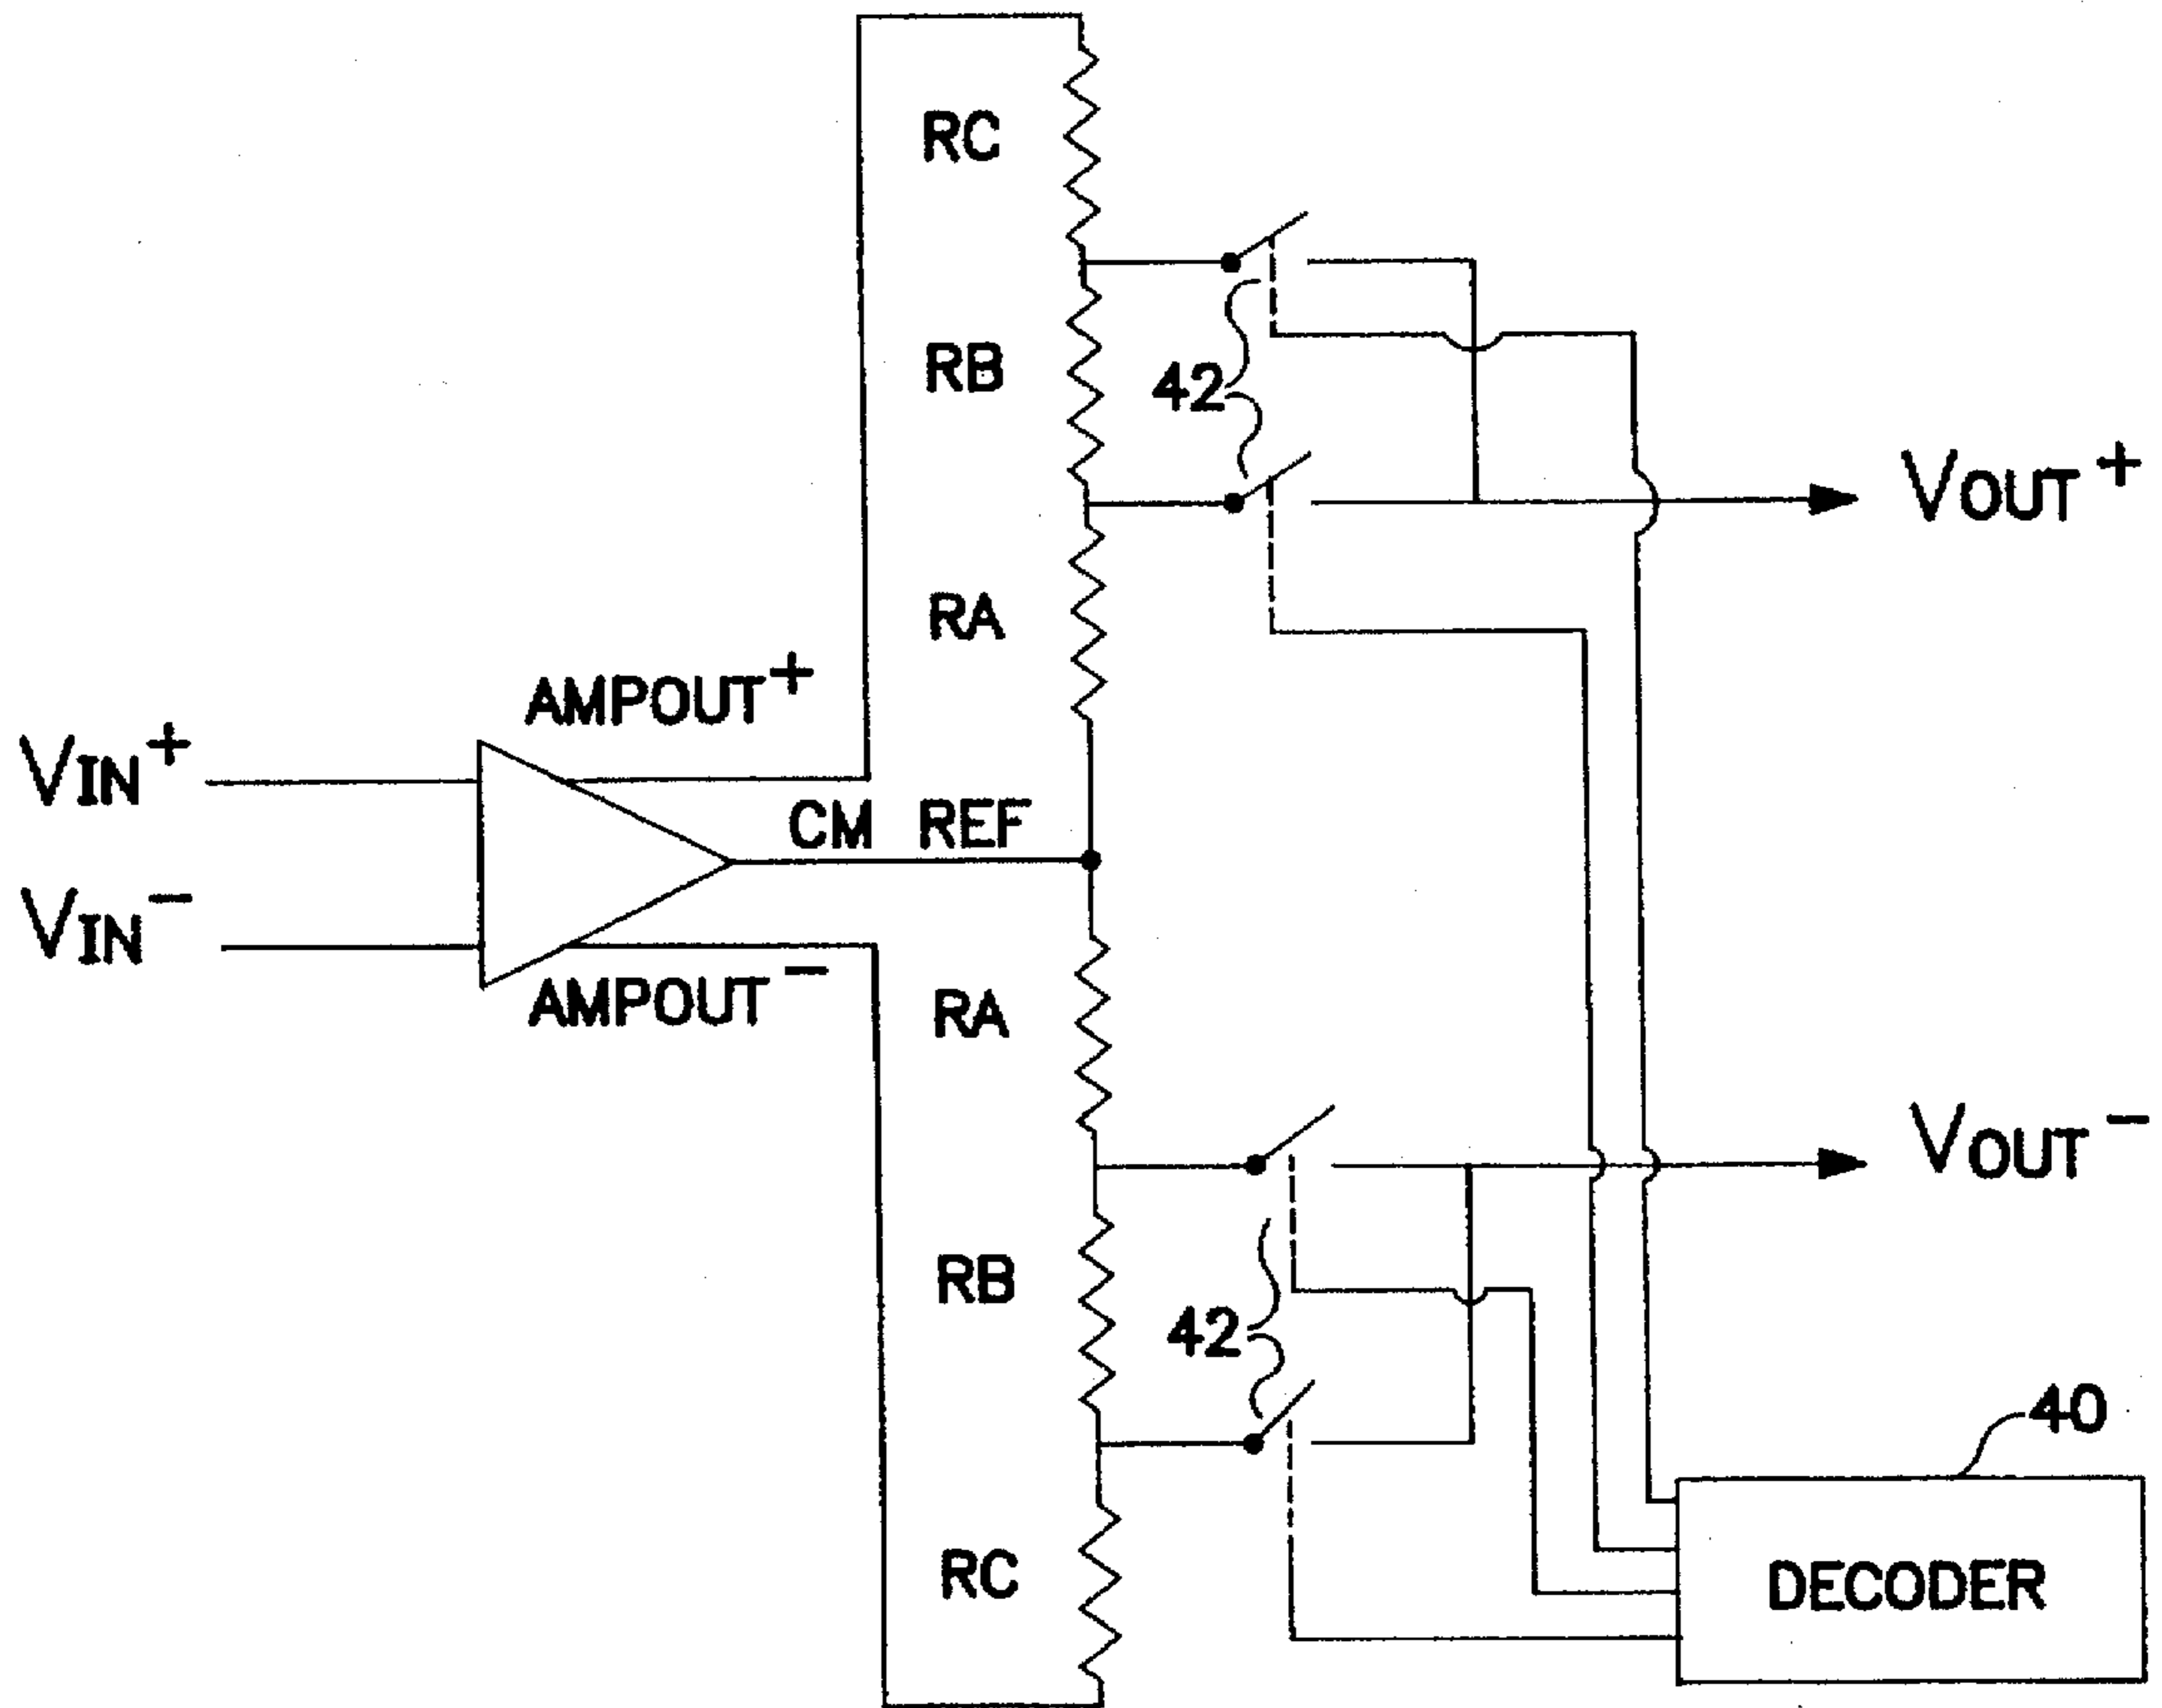 RC
RB
42
VOUT+
RA
AMPOUT+
VIN+
CM REF
VIN-
AMPOUT-
RA
VOUT-
RB
42
40
RC
DECODER